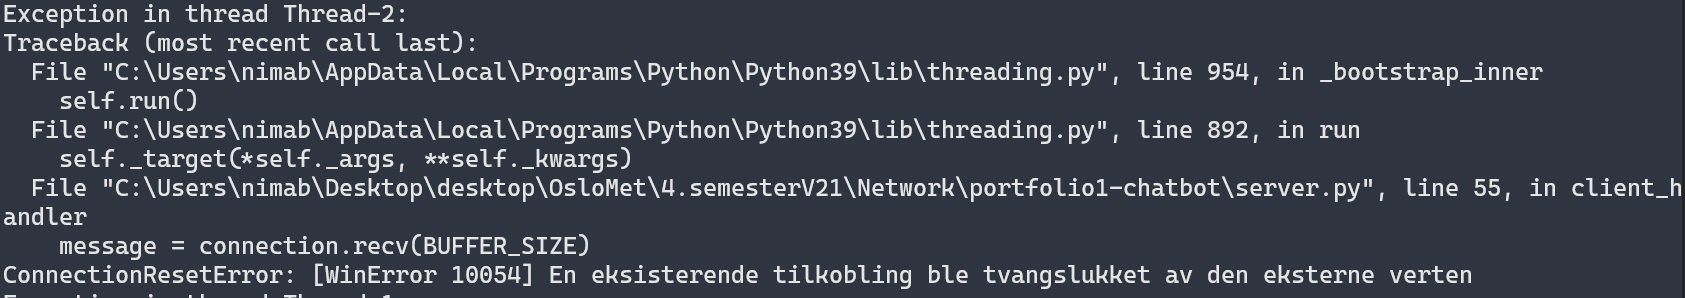 Exception in thread Thread-2:
Traceback (most recent call last):
  File "C:\Users\nimab\AppData\Local\Programs\Python\Python39\lib\threading.py", line 954, in _bootstrap_inner
    self.run()
  File "C:\Users\nimab\AppData\Local\Programs\Python\Python39\lib\threading.py", line 892, in run
    self._target(*self._args, **self._kwargs)
  File "C:\Users\nimab\Desktop\desktop\OsloMet\4.semesterV21\Network\portfolio1-chatbot\server.py", line 55, in client_h
andler
    message = connection.recv(BUFFER_SIZE)
ConnectionResetError: [WinError 10054] En eksisterende tilkobling ble tvangslukket av den eksterne verten